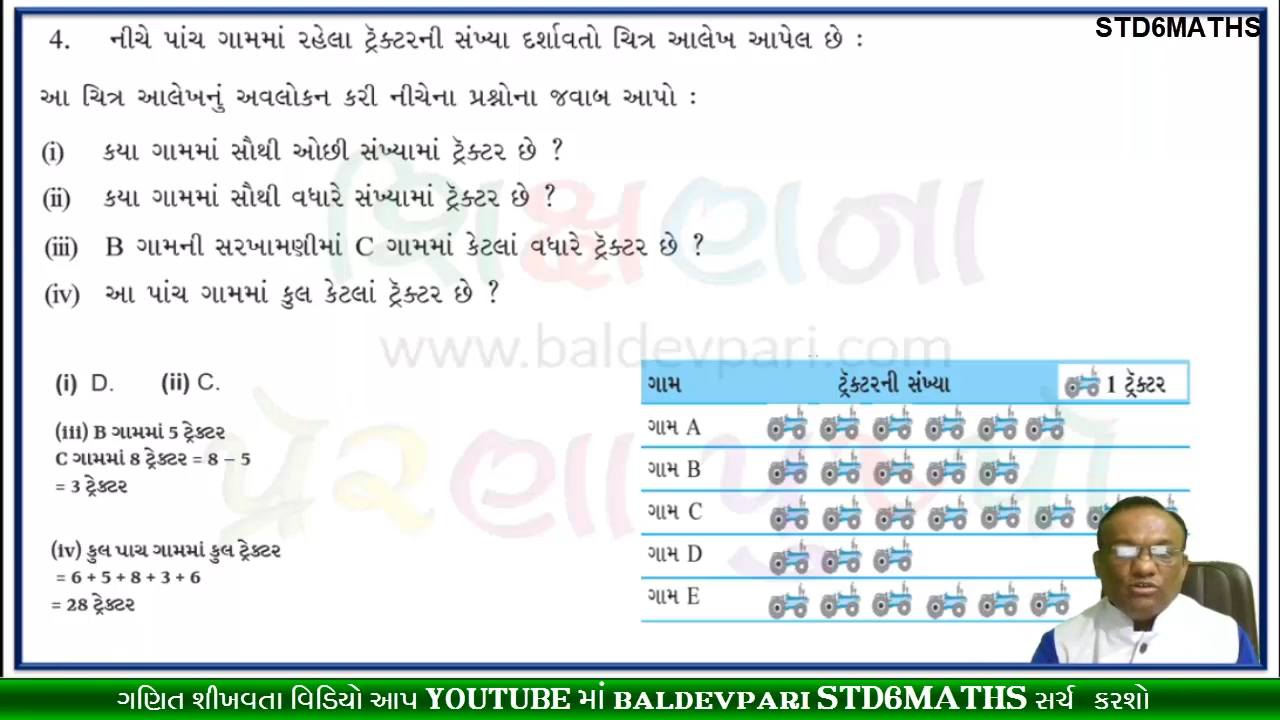 STD6MATHS
4. નીચે પાંચ ગામમાં રહેલા ટ્રૅક્ટરની સંખ્યા દર્શાવતો ચિત્ર આલેખ આપેલ છે :
આ ચિત્ર આલેખનું અવલોકન કરી નીચેના પ્રશ્નોના જવાબ આપો :
(i) કયા ગામમાં સૌથી ઓછી સંખ્યામાં ટ્રૅક્ટર છે ?
(ii) કયા ગામમાં સૌથી વધારે સંખ્યામાં ટ્રૅક્ટર છે ?
(iii) B ગામની સરખામણીમાં C ગામમાં કેટલાં વધારે ટ્રૅક્ટર છે ?
(iv) આ પાંચ ગામમાં કુલ કેટલાં ટ્રૅક્ટર છે ?
શિક્ષણના
www.baldevpari.com
પ્રેરણા પુષ્પો
(i) D. (ii) C.
(iii) B ગામમાં 5 ટ્રેક્ટર
C ગામમાં 8 ટ્રેક્ટર = 8 – 5
= 3 ટ્રેક્ટર
(iv) કુલ પાચ ગામમાં કુલ ટ્રેક્ટર
= 6 + 5 + 8 + 3 + 6
= 28 ટ્રેક્ટર
ગામ ટ્રૅક્ટરની સંખ્યા 1 ટ્રૅક્ટર
ગામ A
ગામ B
ગામ C
ગામ D
ગામ E
ગણિત શીખવતા વિડિયો આપ YOUTUBE માં BALDEVPARI STD6MATHS સર્ચ કરશો